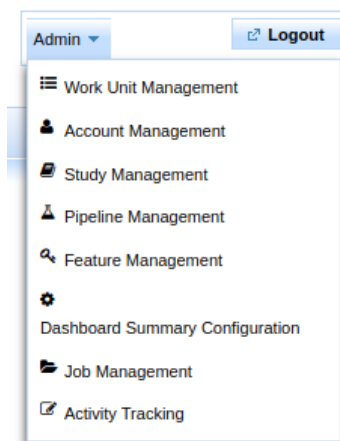 Admin
Logout
Work Unit Management
Account Management
Study Management
Pipeline Management
Feature Management
Dashboard Summary Configuration
Job Management
Activity Tracking